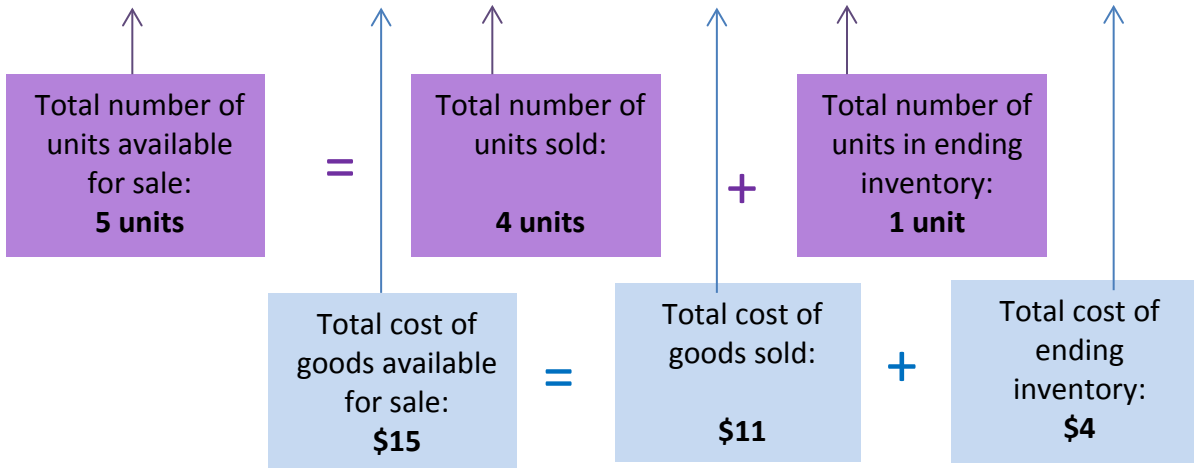 Total number of
units available
for sale:
5 units
=
Total number of
units sold:
4 units
+
Total number of
units in ending
inventory:
1 unit
Total cost of
goods available
for sale:
$15
=
Total cost of
goods sold:
$11
+
Total cost of
ending
inventory:
$4